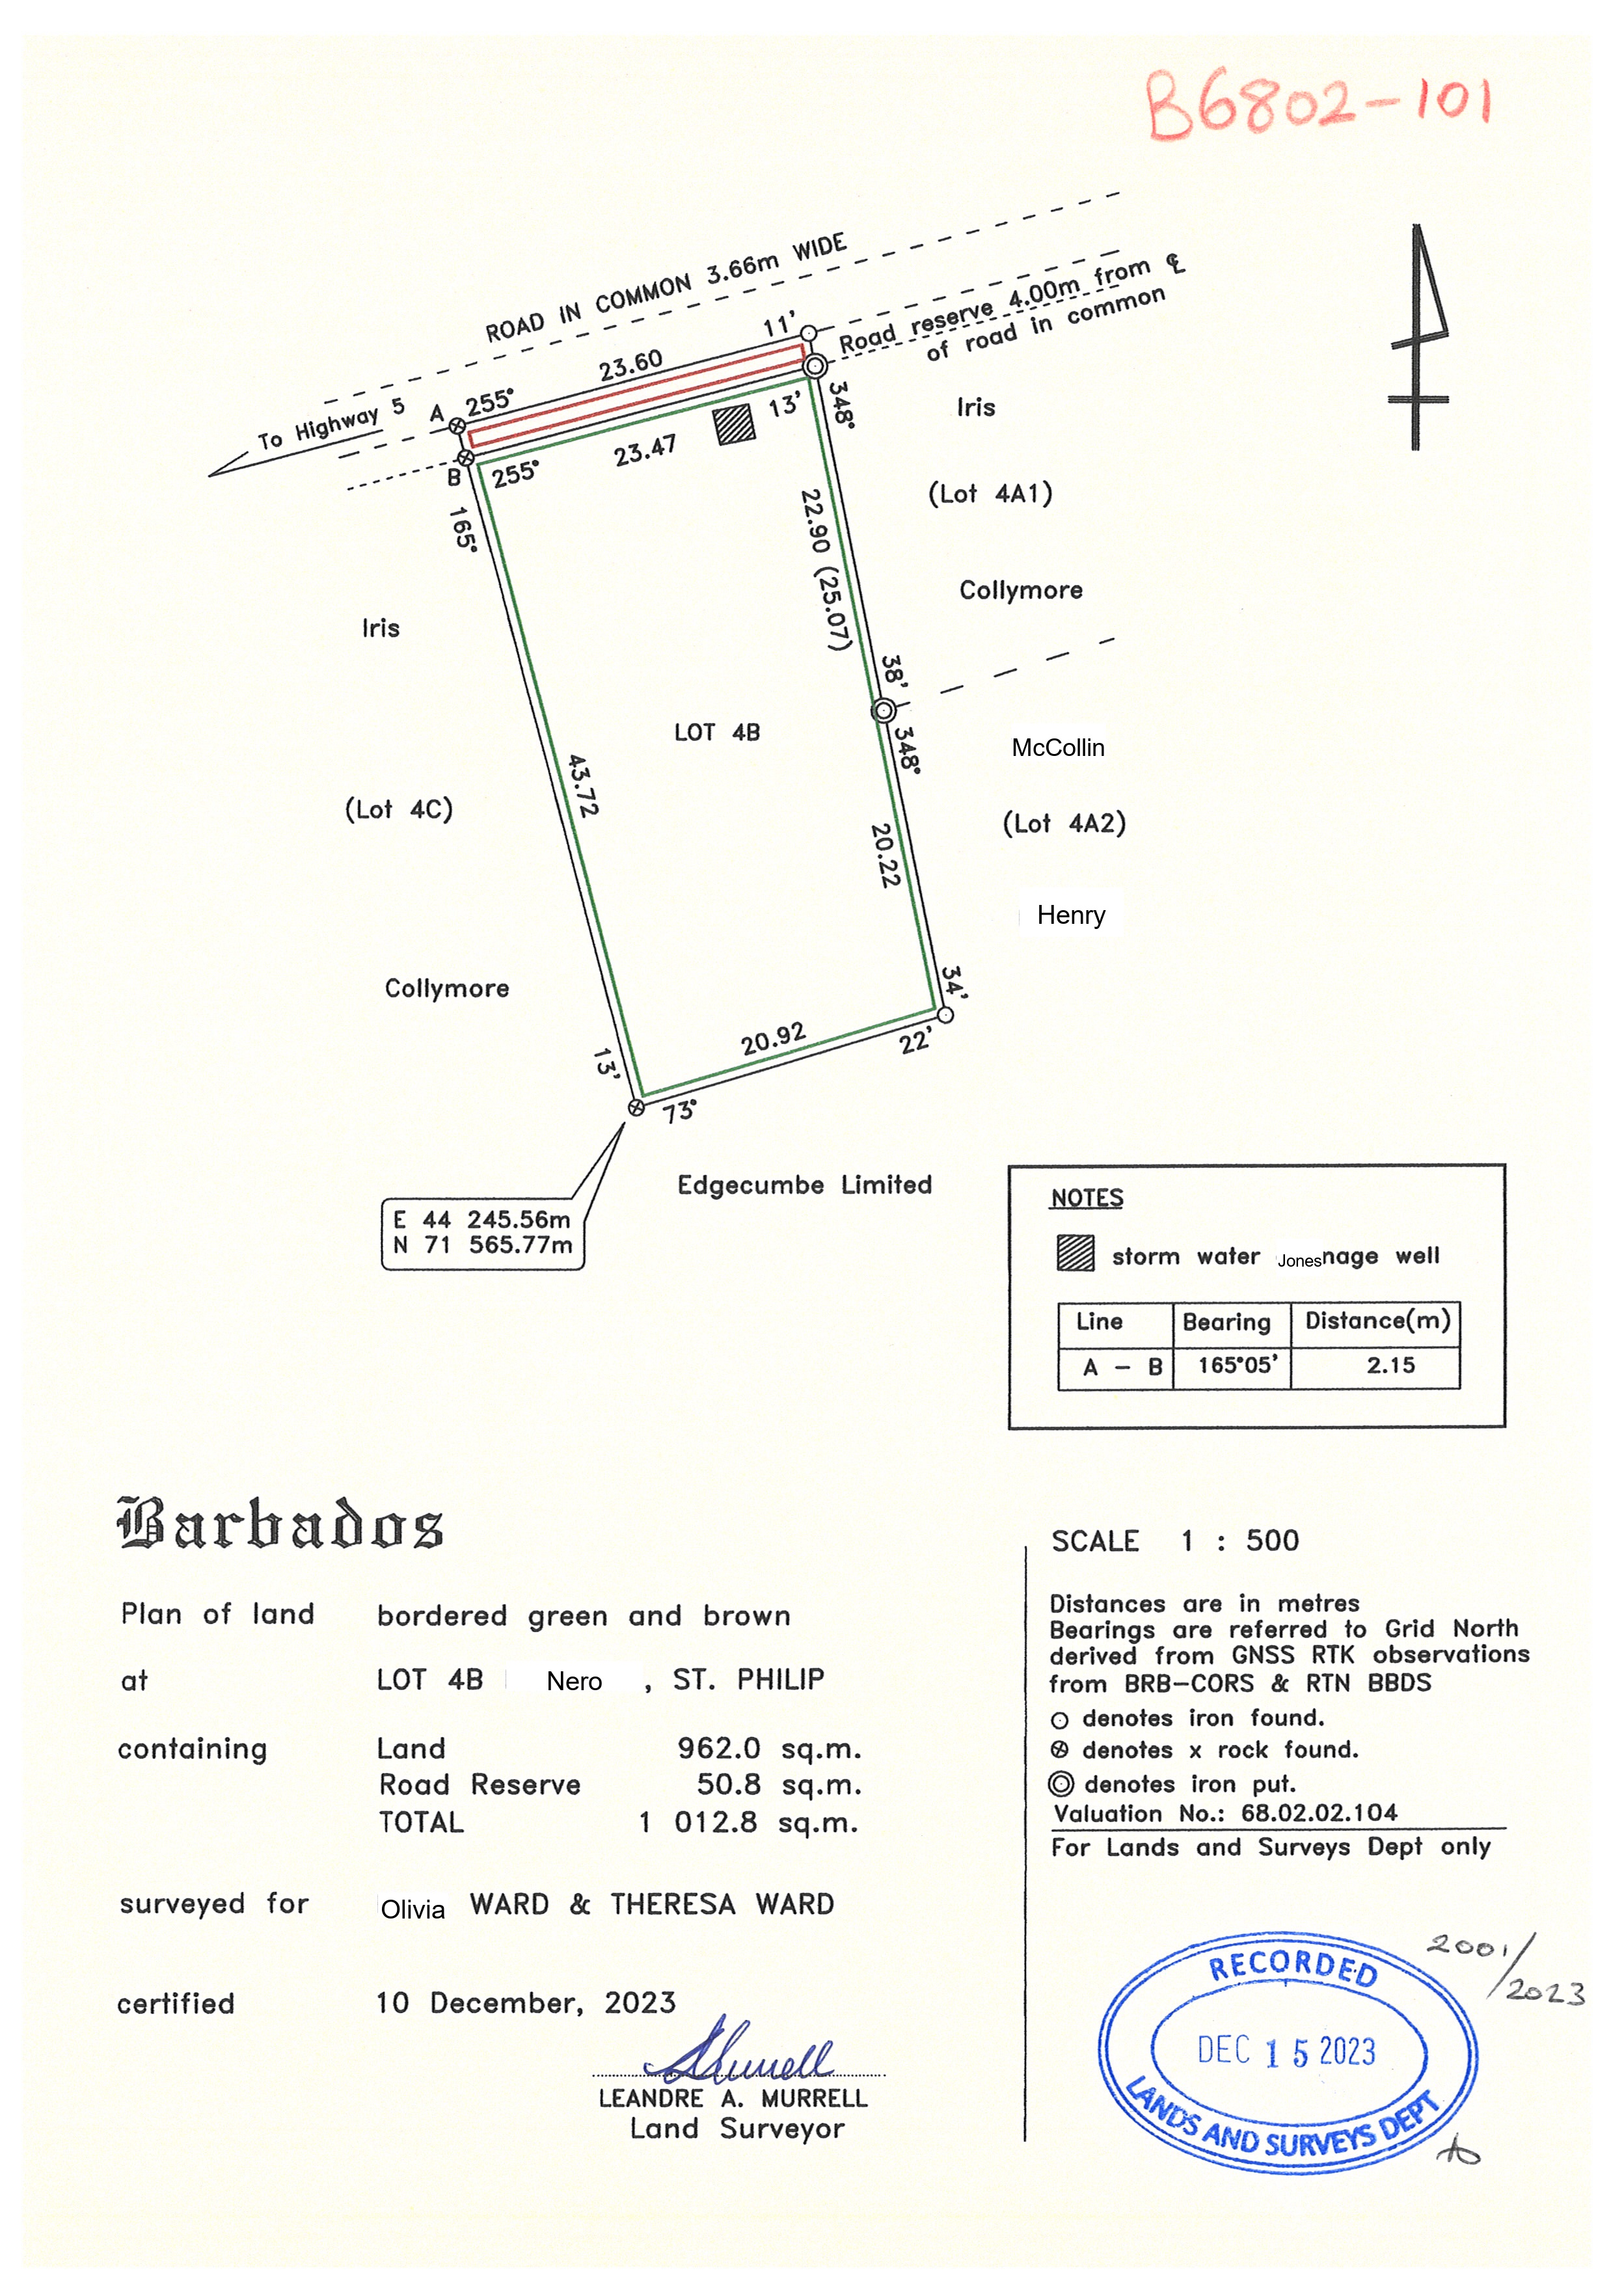 B6802-101
ROAD IN COMMON 3.66m WIDE
Road reserve 4.00m from ℄
of road in common
To Highway 5
A
255°
23.60
11'
B
255°
23.47
13'
348°
165°
22.90 (25.07)
38'
348°
20.22
34'
43.72
13'
73°
20.92
22'
LOT 4B
Iris
(Lot 4A1)
Collymore
McCollin
(Lot 4A2)
Henry
Iris
(Lot 4C)
Collymore
Edgecumbe Limited
E 44 245.56m
N 71 565.77m
NOTES
storm water Jonesnage well
Line Bearing Distance(m)
A - B 165°05' 2.15
Barbados
Plan of land bordered green and brown
at LOT 4B Nero , ST. PHILIP
containing Land 962.0 sq.m.
Road Reserve 50.8 sq.m.
TOTAL 1 012.8 sq.m.
surveyed for Olivia WARD & THERESA WARD
certified 10 December, 2023
LEANDRE A. MURRELL
Land Surveyor
SCALE 1 : 500
Distances are in metres
Bearings are referred to Grid North
derived from GNSS RTK observations
from BRB-CORS & RTN BBDS
denotes iron found.
denotes x rock found.
denotes iron put.
Valuation No.: 68.02.02.104
For Lands and Surveys Dept only
RECORDED
DEC 15 2023
LANDS AND SURVEYS DEPT
2001/2023